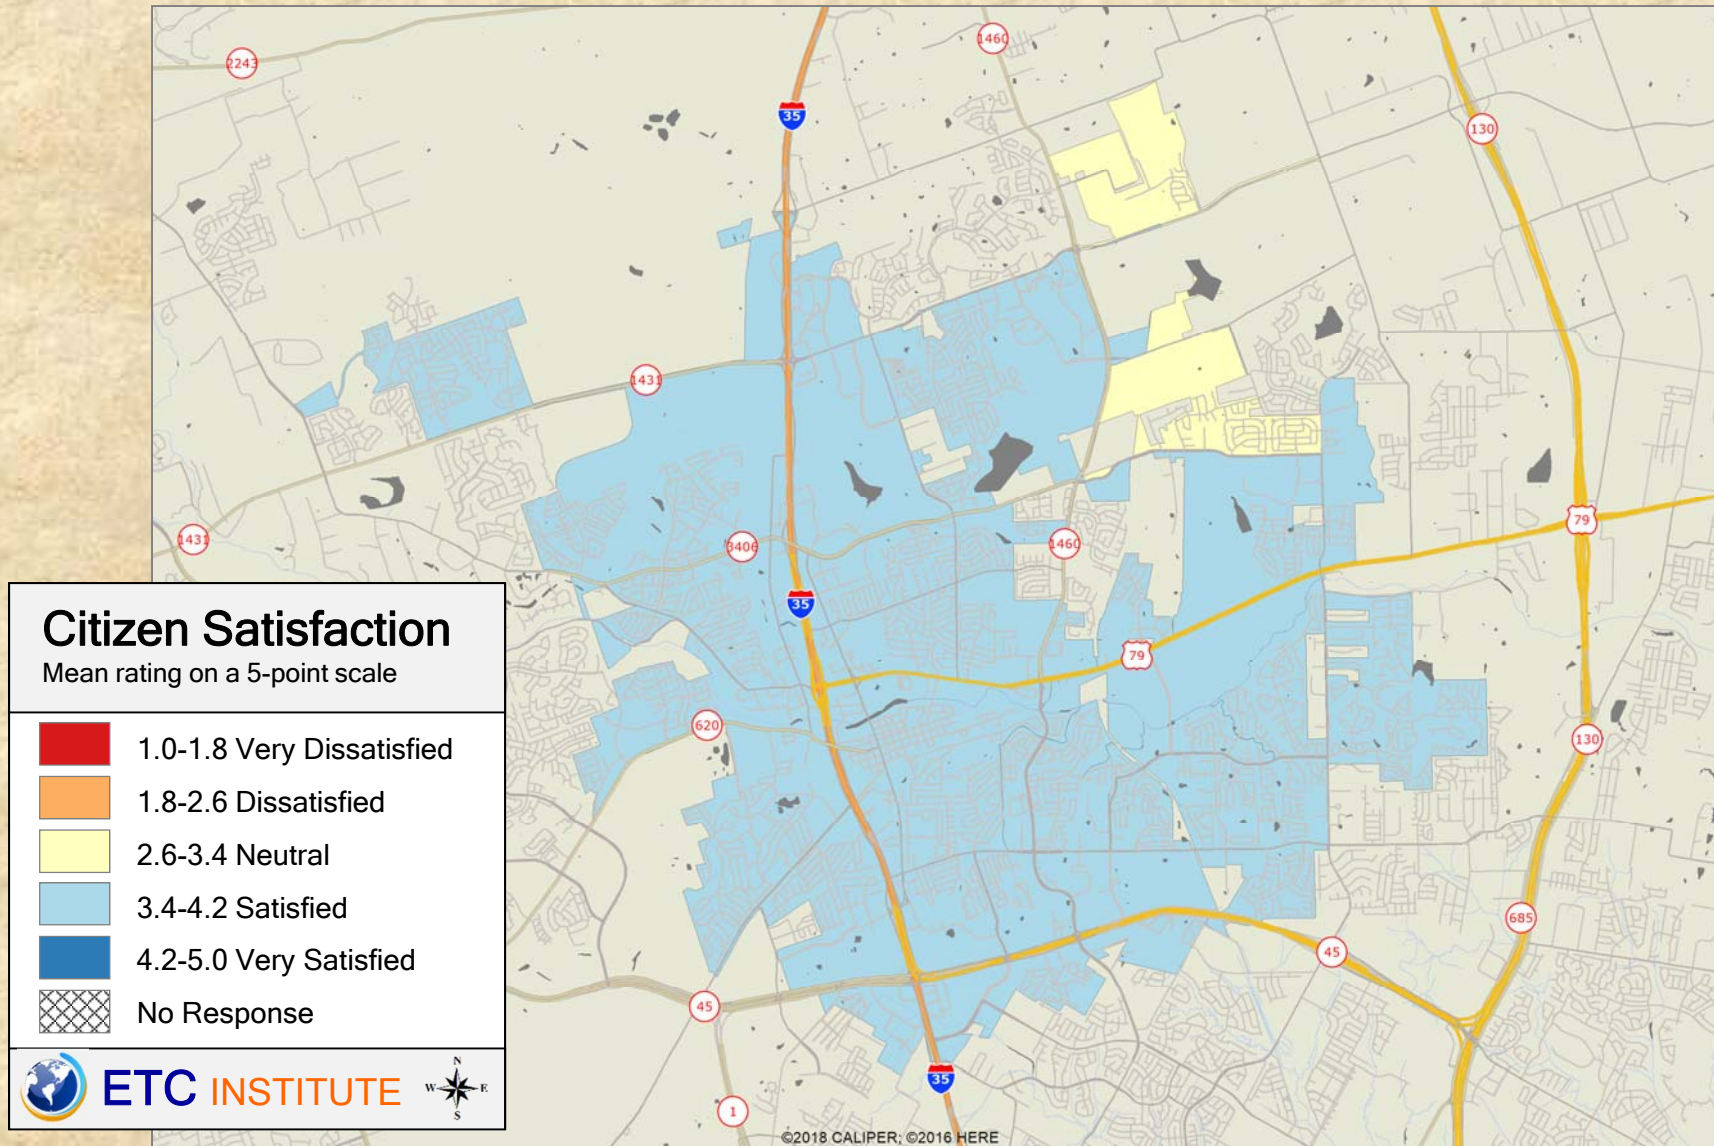 2243
1460
35
130
1431
1431
3406
1460
79
35
79
620
130
685
45
45
35
1
Citizen Satisfaction
Mean rating on a 5-point scale
1.0-1.8 Very Dissatisfied
1.8-2.6 Dissatisfied
2.6-3.4 Neutral
3.4-4.2 Satisfied
4.2-5.0 Very Satisfied
No Response
ETC INSTITUTE
N
W E
S
©2018 CALIPER; ©2016 HERE